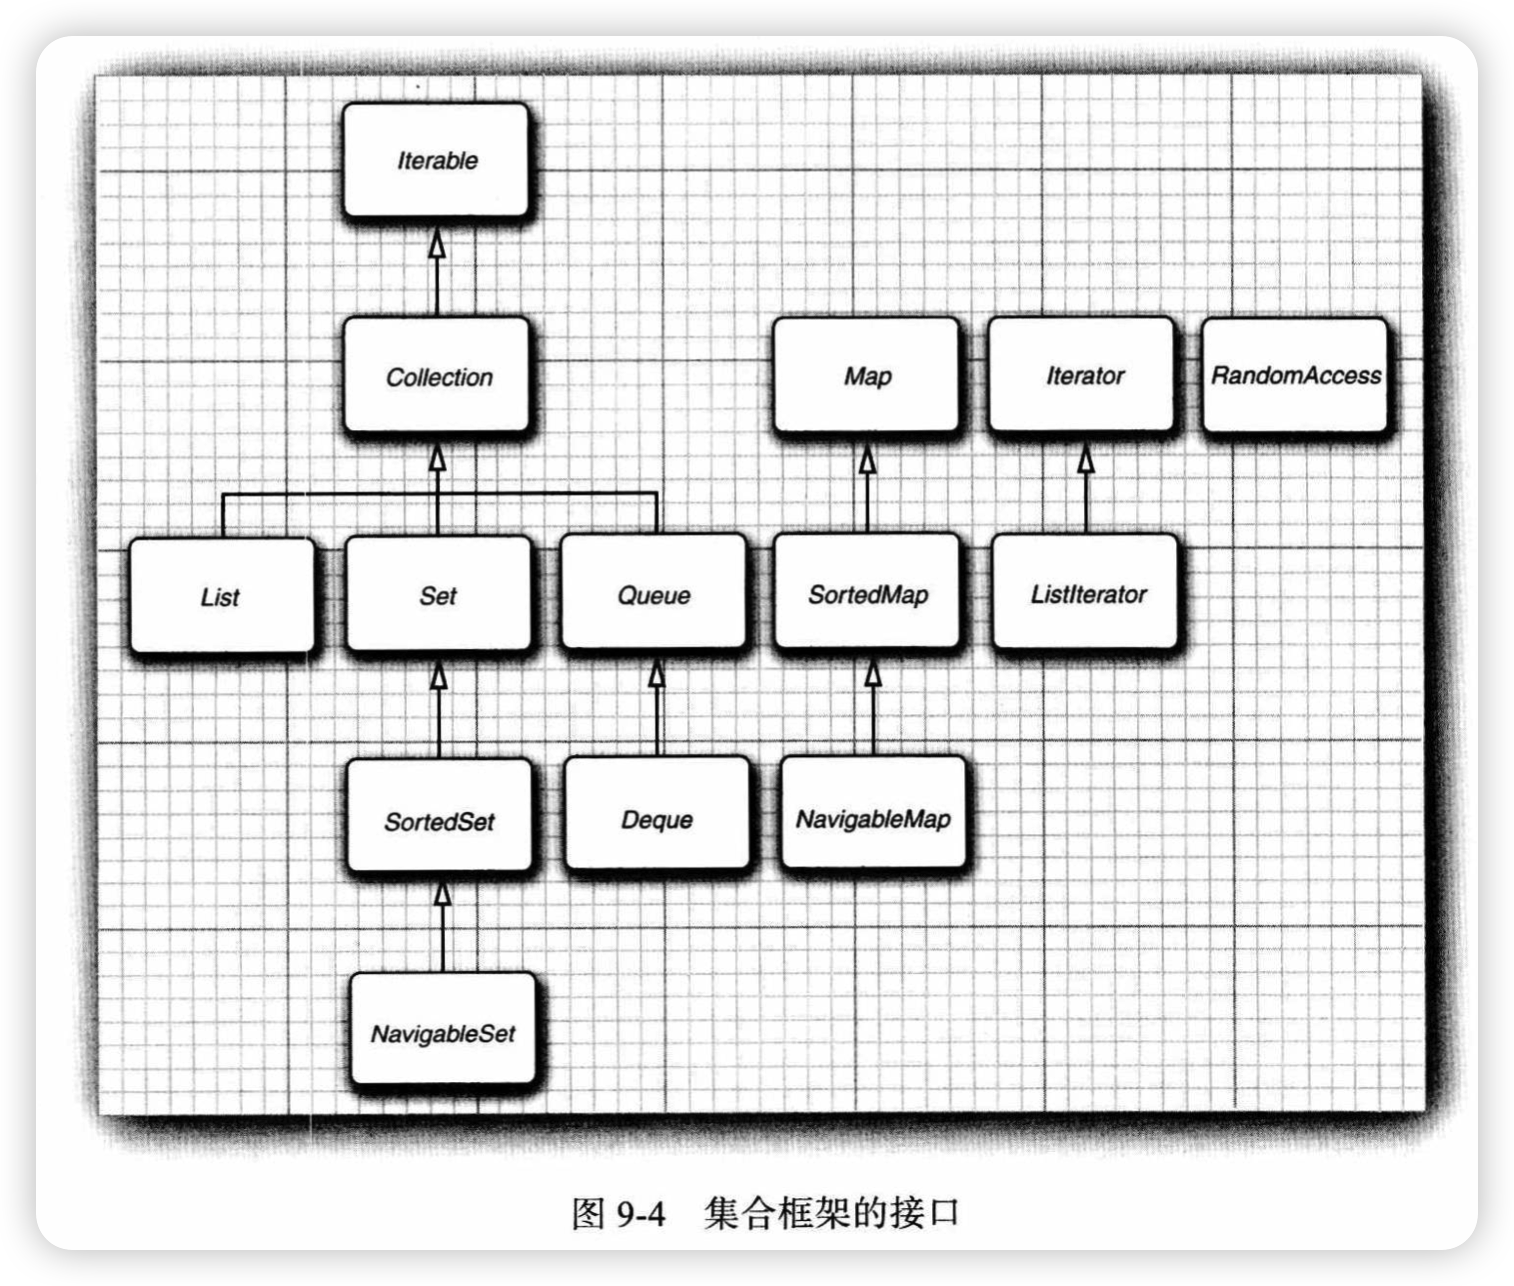 Iterable
Collection
Map
Iterator
RandomAccess
List
Set
Queue
SortedMap
ListIterator
SortedSet
Deque
NavigableMap
NavigableSet
图 9-4 集合框架的接口